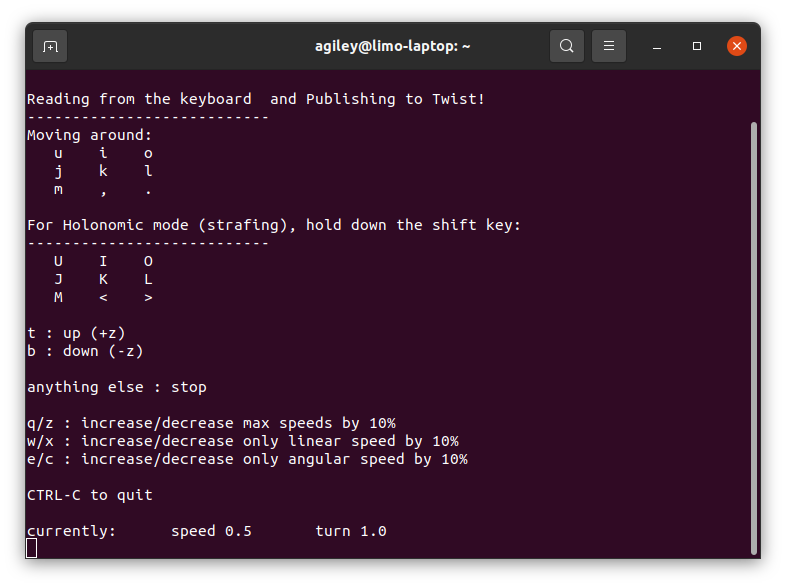 agiley@limo-laptop: ~
Reading from the keyboard  and Publishing to Twist!
---------------------------
Moving around:
   u    i    o
   j    k    l
   m    ,    .
For Holonomic mode (strafing), hold down the shift key:
---------------------------
   U    I    O
   J    K    L
   M    <    >
t : up (+z)
b : down (-z)
anything else : stop
q/z : increase/decrease max speeds by 10%
w/x : increase/decrease only linear speed by 10%
e/c : increase/decrease only angular speed by 10%
CTRL-C to quit
currently:      speed 0.5       turn 1.0